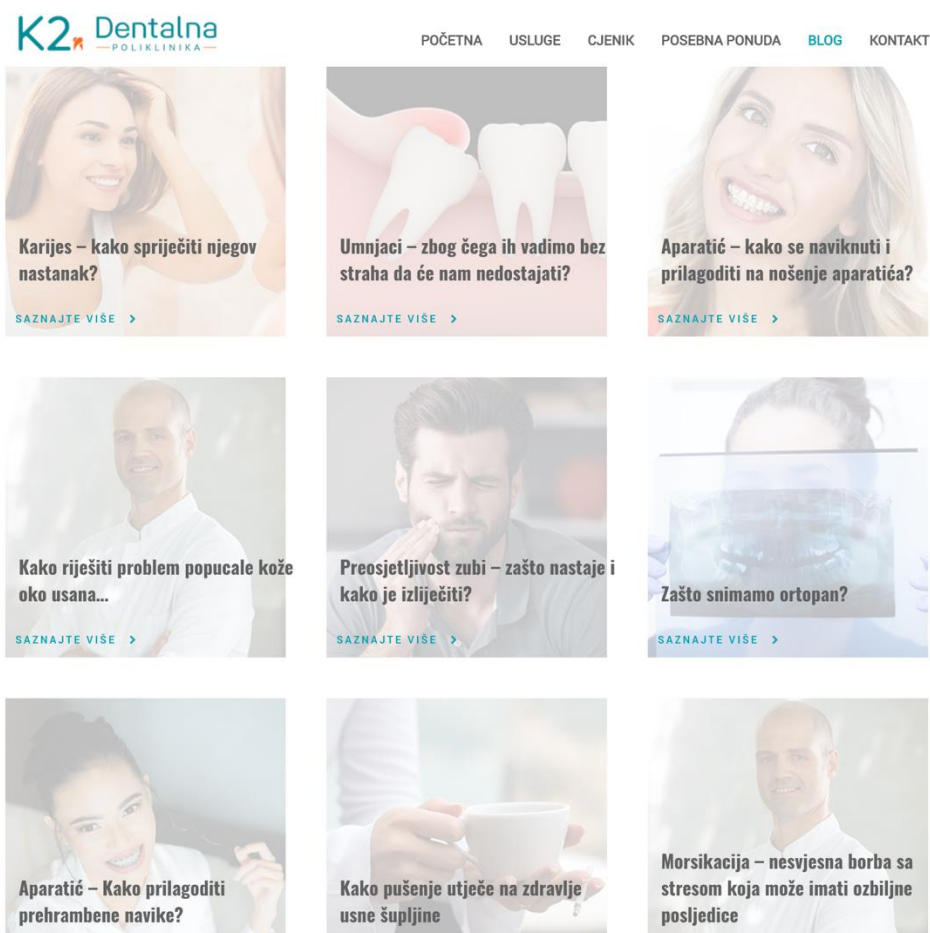 K2 Dentalna
POLIKLINIKA
POČETNA USLUGE CJENIK POSEBNA PONUDA BLOG KONTAKT
Karijes – kako spriječiti njegov
nastanak?
SAZNAJTE VIŠE
Umnjaci – zbog čega ih vadimo bez
straha da će nam nedostajati?
SAZNAJTE VIŠE
Aparatić – kako se naviknuti i
prilagoditi na nošenje aparatića?
SAZNAJTE VIŠE
Kako riješiti problem popucale kože
oko usana...
SAZNAJTE VIŠE
Preosjetljivost zubi – zašto nastaje i
kako je izliječiti?
SAZNAJTE VIŠE
Zašto snimamo ortopan?
SAZNAJTE VIŠE
Aparatić – Kako prilagoditi
prehrambene navike?
Kako pušenje utječe na zdravlje
usne šupljine
Morsikacija – nesvjesna borba sa
stresom koja može imati ozbiljne
posljedice